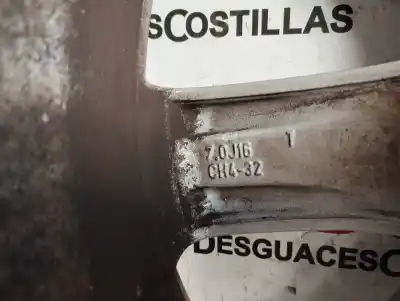 sCOSTILLAS
7.0J16 1
CH4-32
DESGUACESC